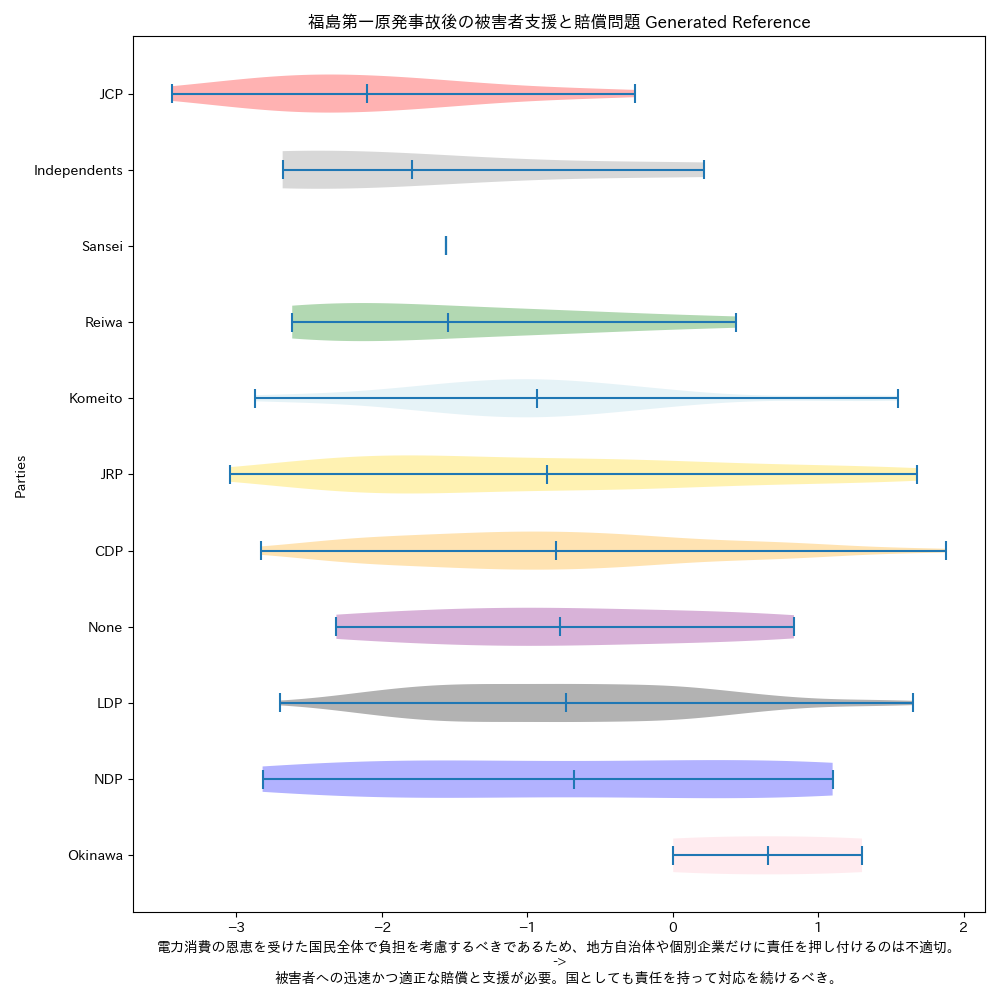 福島第一原発事故後の被害者支援と賠償問題 Generated Reference
JCP
Independents
Sansei
Reiwa
Komeito
JRP
CDP
None
LDP
NDP
Okinawa
Parties
−3
−2
−1
0
1
2
電力消費の恩恵を受けた国民全体で負担を考慮するべきであるため、地方自治体や個別企業だけに責任を押し付けるのは不適切。
->
被害者への迅速かつ適正な賠償と支援が必要。国としても責任を持って対応を続けるべき。